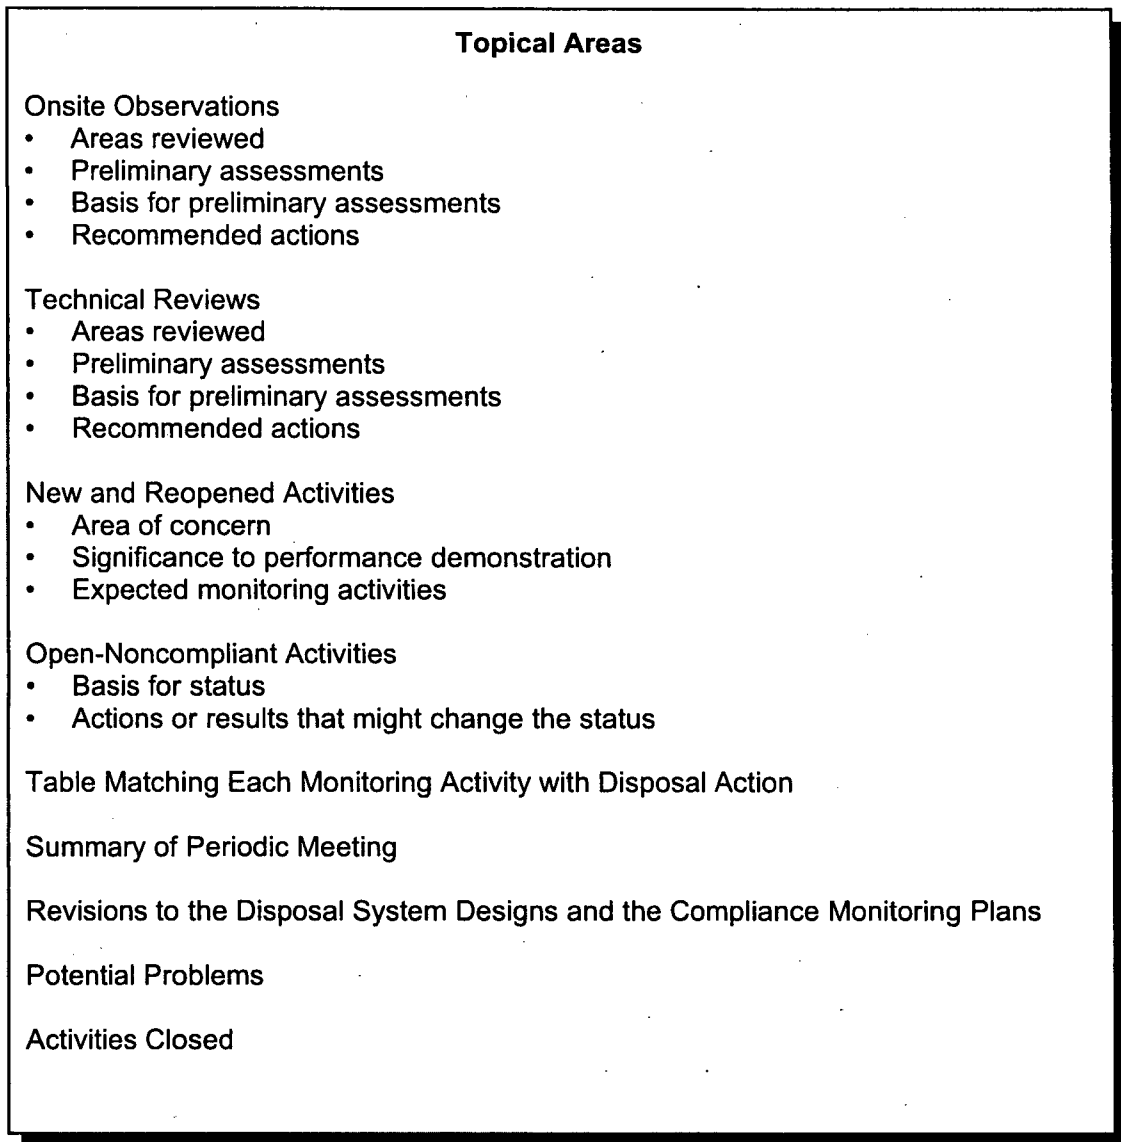 Topical Areas
Onsite Observations
• Areas reviewed
• Preliminary assessments
• Basis for preliminary assessments
• Recommended actions
Technical Reviews
• Areas reviewed
• Preliminary assessments
• Basis for preliminary assessments
• Recommended actions
New and Reopened Activities
• Area of concern
• Significance to performance demonstration
• Expected monitoring activities
Open-Noncompliant Activities
• Basis for status
• Actions or results that might change the status
Table Matching Each Monitoring Activity with Disposal Action
Summary of Periodic Meeting
Revisions to the Disposal System Designs and the Compliance Monitoring Plans
Potential Problems
Activities Closed